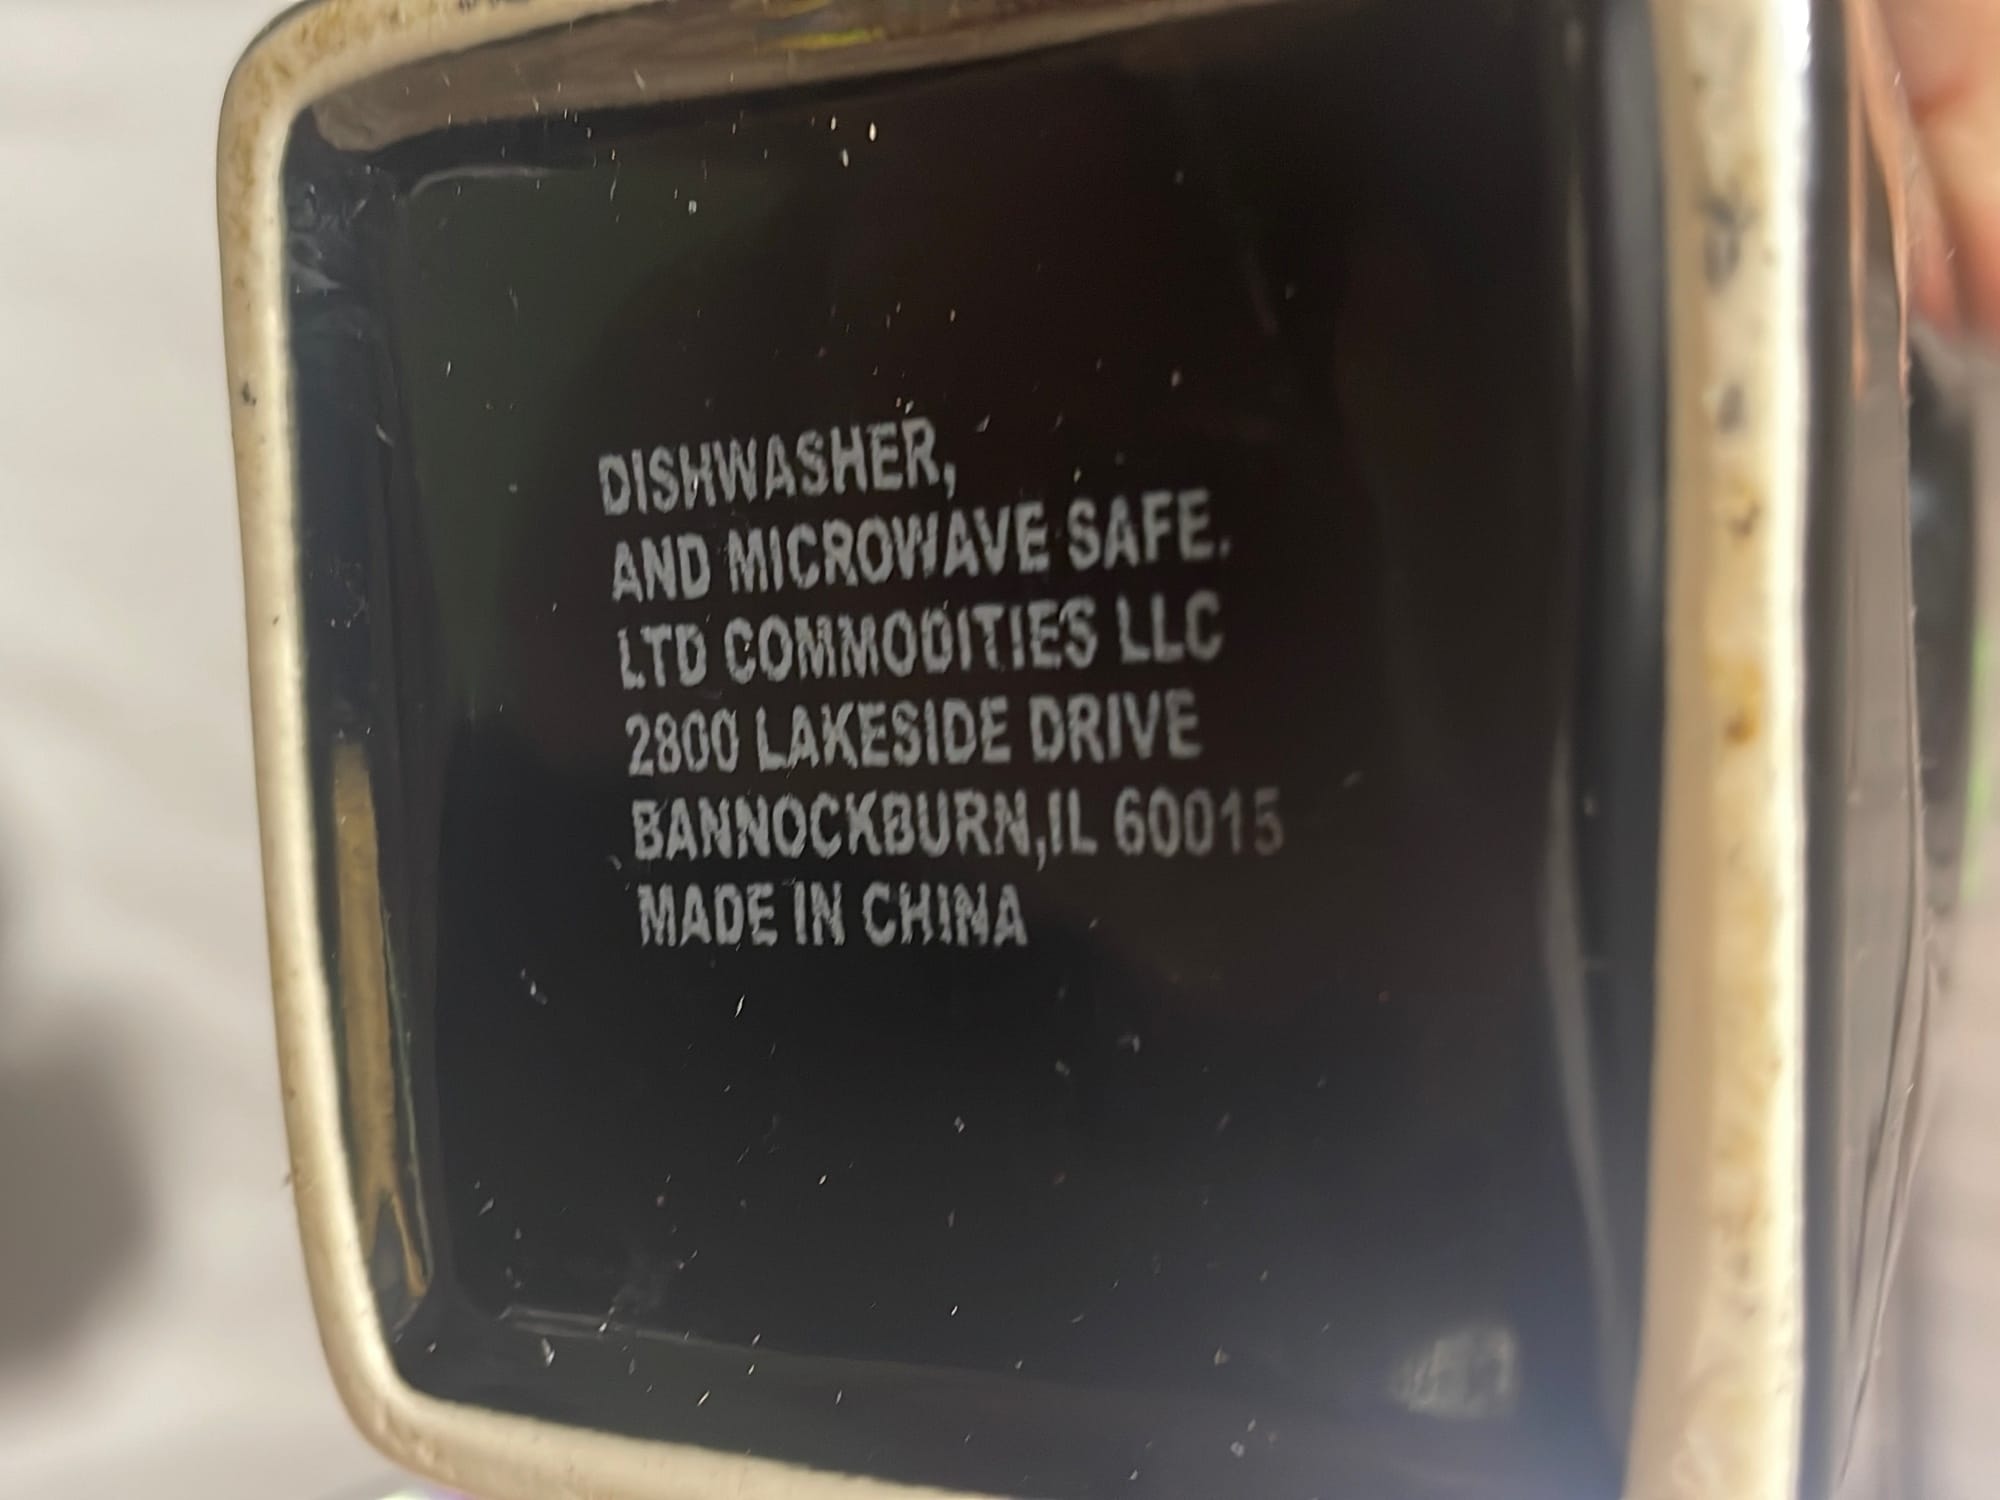 DISHWASHER,
AND MICROWAVE SAFE.
LTD COMMODITIES LLC
2800 LAKESIDE DRIVE
BANNOCKBURN,IL 60015
MADE IN CHINA